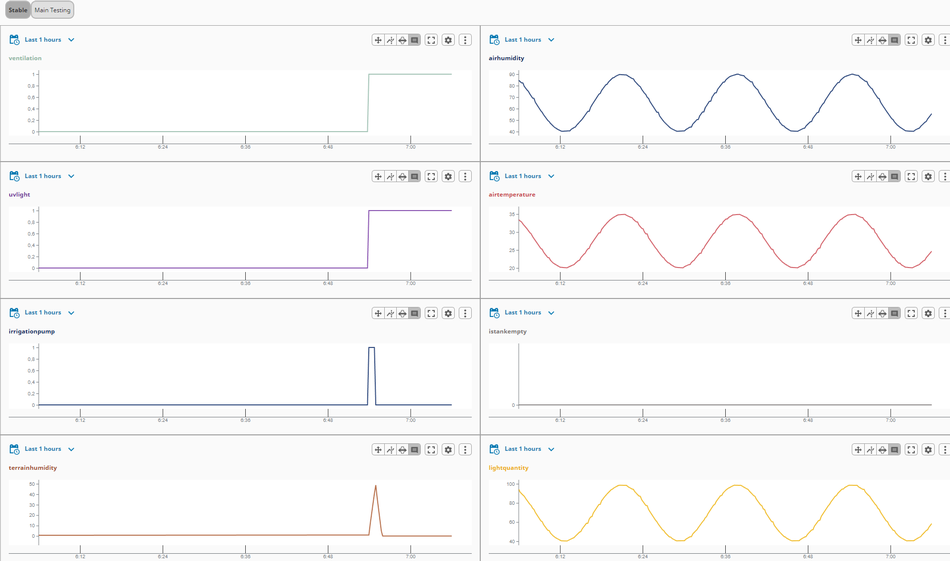 Stable Main Testing
Last 1 hours
ventilation
1
0.8
0.6
0.4
0.2
0
6:12 6:24 6:36 6:48 7:00
Last 1 hours
airhumidity
90
80
70
60
50
40
6:12 6:24 6:36 6:48 7:00
Last 1 hours
uvlight
1
0.8
0.6
0.4
0.2
0
6:12 6:24 6:36 6:48 7:00
Last 1 hours
airtemperature
35
30
25
20
6:12 6:24 6:36 6:48 7:00
Last 1 hours
irrigationpump
1
0.8
0.6
0.4
0.2
0
6:12 6:24 6:36 6:48 7:00
Last 1 hours
istankempty
0
6:12 6:24 6:36 6:48 7:00
Last 1 hours
terrainhumidity
50
40
30
20
10
0
6:12 6:24 6:36 6:48 7:00
Last 1 hours
lightquantity
100
80
60
40
6:12 6:24 6:36 6:48 7:00